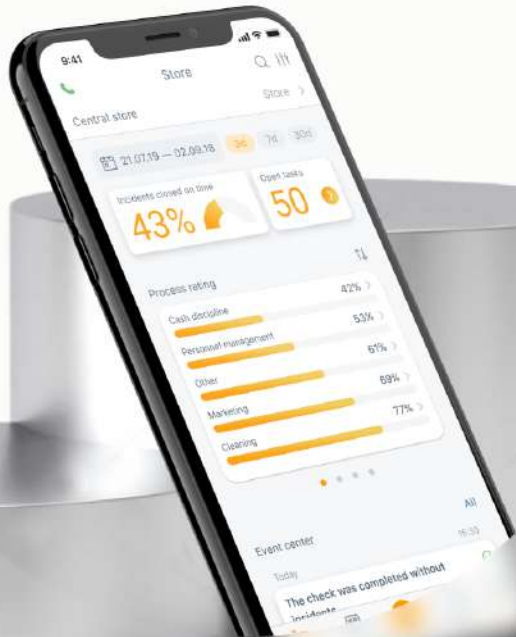 9:41
Store
Central store
Store >
21.07.19 — 02.09.19
3d 7d 30d
Incidents closed on time
43%
Open tasks
50
Process rating
Cash discipline 42% >
Personnel management 53% >
Other 61% >
Marketing 69% >
Cleaning 77% >
Event center
All
Today
The check was completed without
incidents